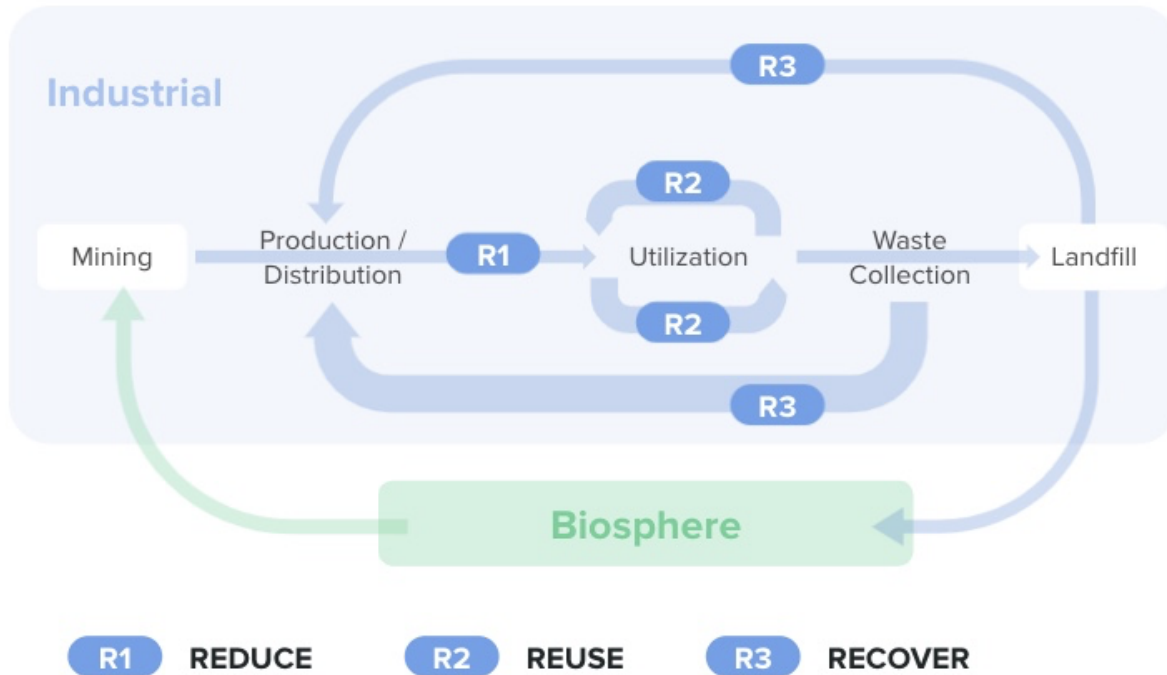 R3
Industrial
R2
Mining
Production /
Distribution
R1
Utilization
Waste
Collection
Landfill
R2
R3
Biosphere
R1 REDUCE R2 REUSE R3 RECOVER